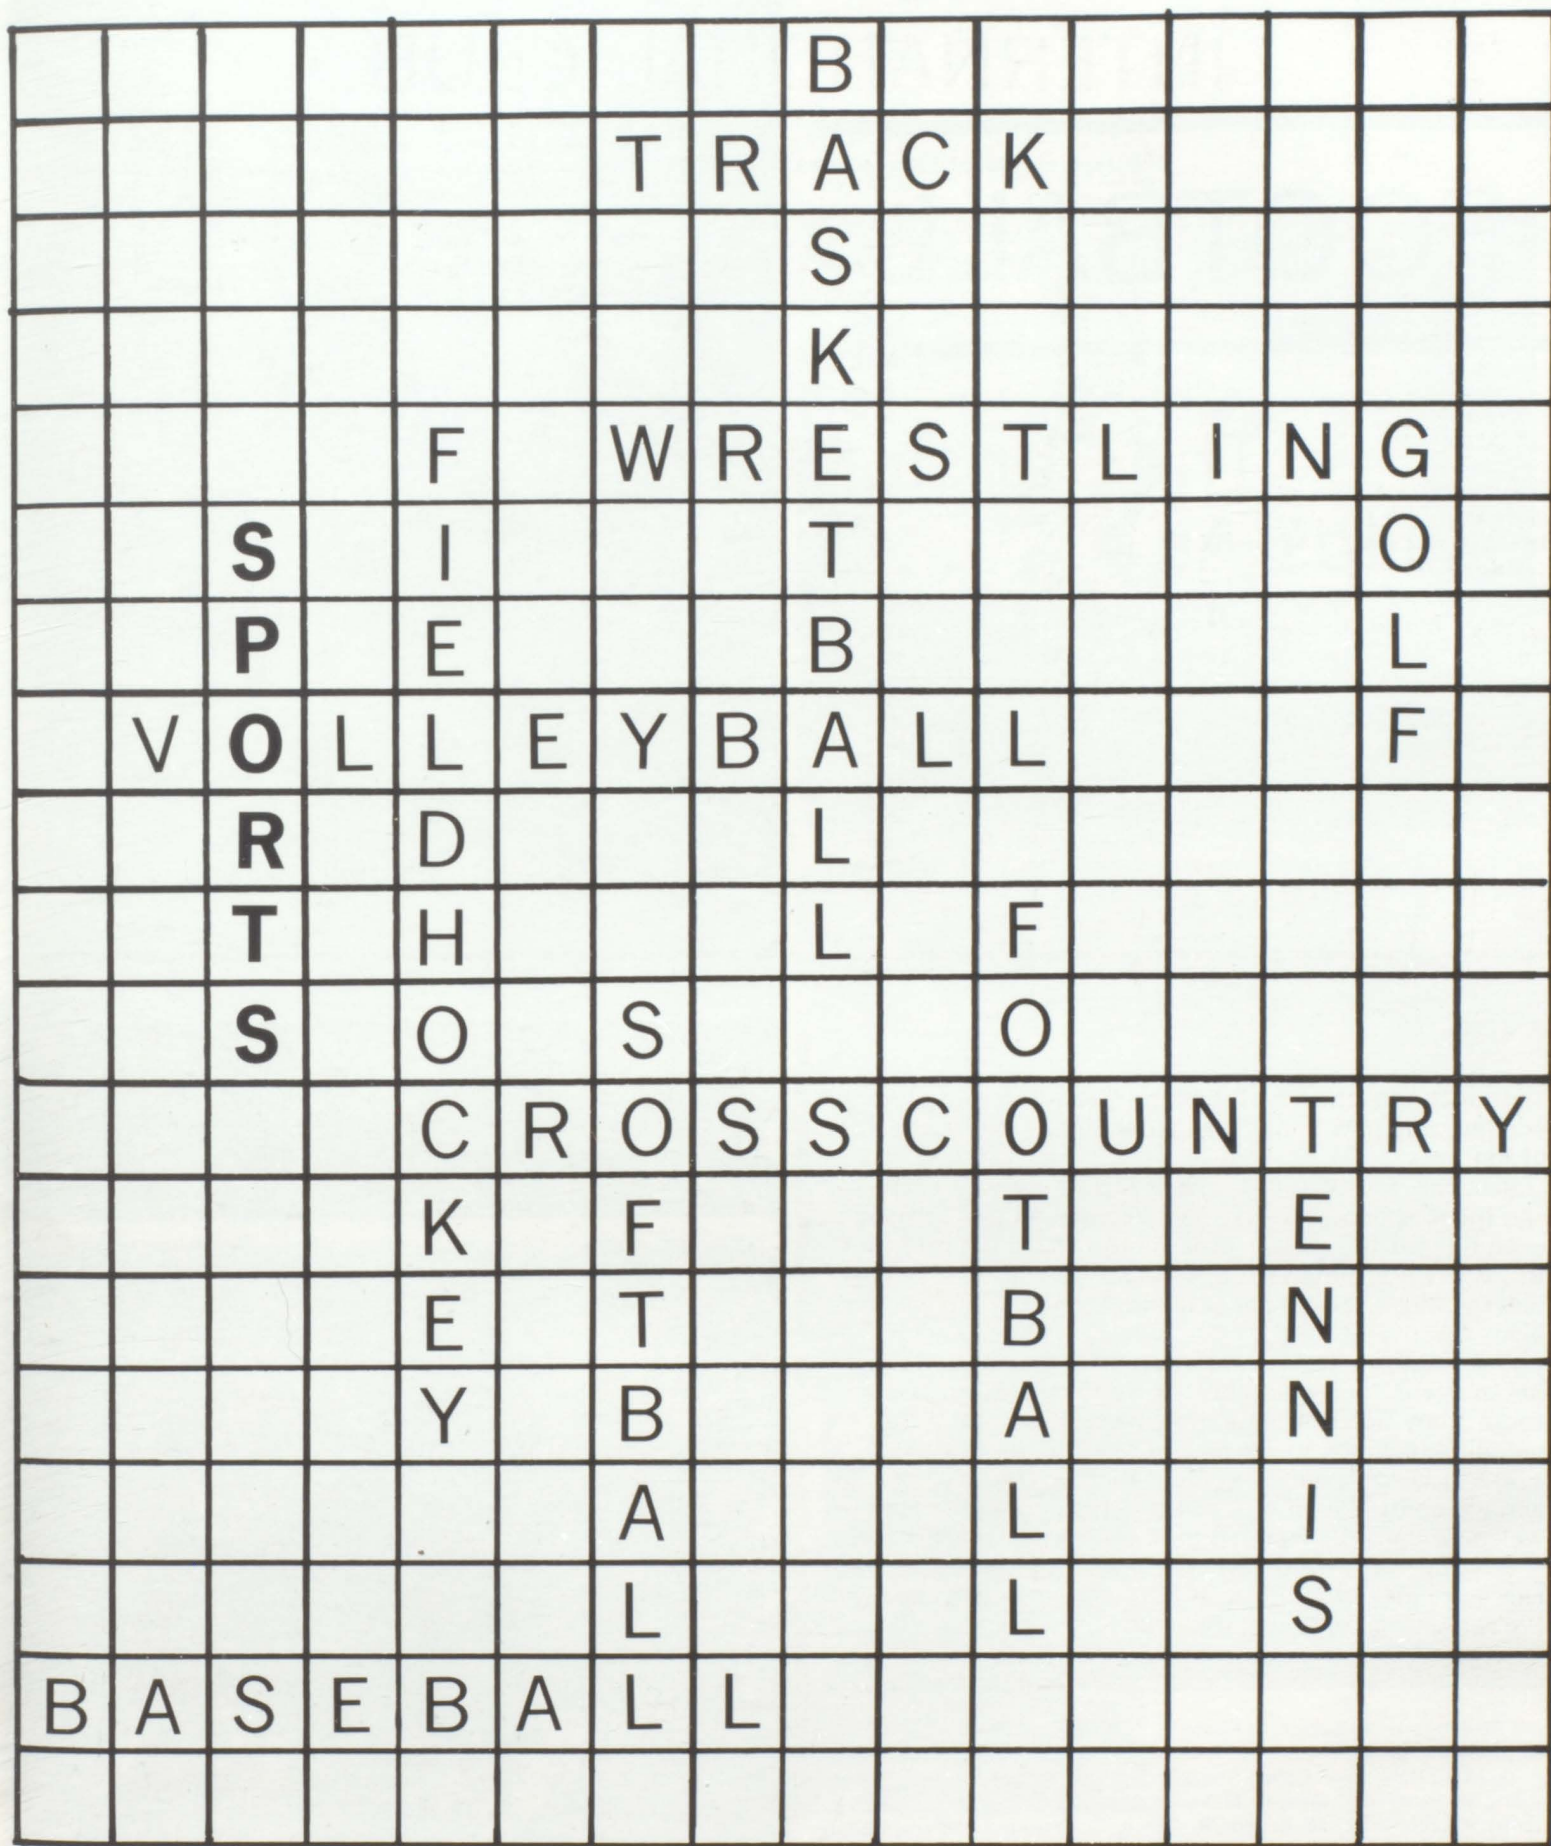 B
TRACK
S
K
F WRESTLING
S I T O
P E B L
VOLLEYBALL F
R D L
T H L F
S O S O
CROSSCOUNTRY
K F T E
E T B N
Y B A N
A L I
L L S
BASEBALL